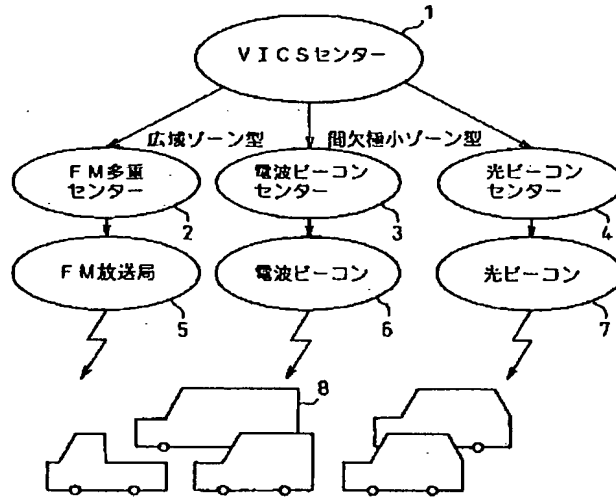 1
VICSセンター
広域ゾーン型
間欠極小ゾーン型
FM多重
センター
電波ビーコン
センター
光ビーコン
センター
2
3
4
FM放送局
電波ビーコン
光ビーコン
5
6
7
8